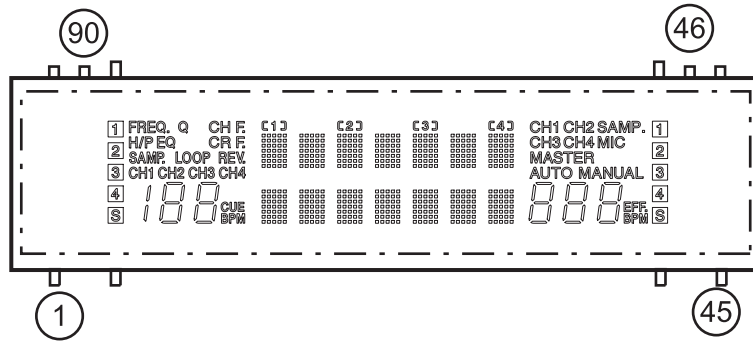 90 46
1 FREQ. Q CH F. [1] [2] [3] [4] CH1 CH2 SAMP. 1
2 H/P EQ CR F. CH3 CH4 MIC 2
SAMP. LOOP REV. MASTER
3 CH1 CH2 CH3 CH4 AUTO MANUAL 3
4 4
188 CUE 888 EFF.
S BPM BPM S
1 45